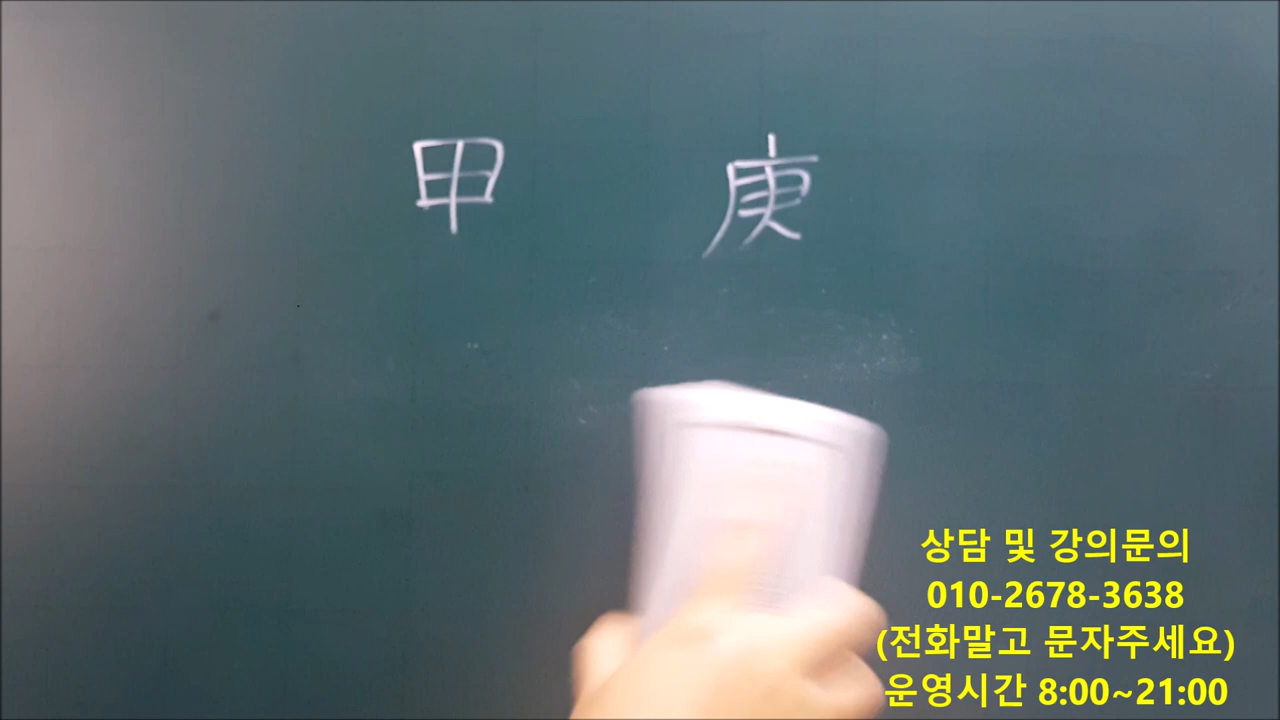 甲 庚
상담 및 강의문의
010-2678-3638
(전화말고 문자주세요)
운영시간 8:00~21:00